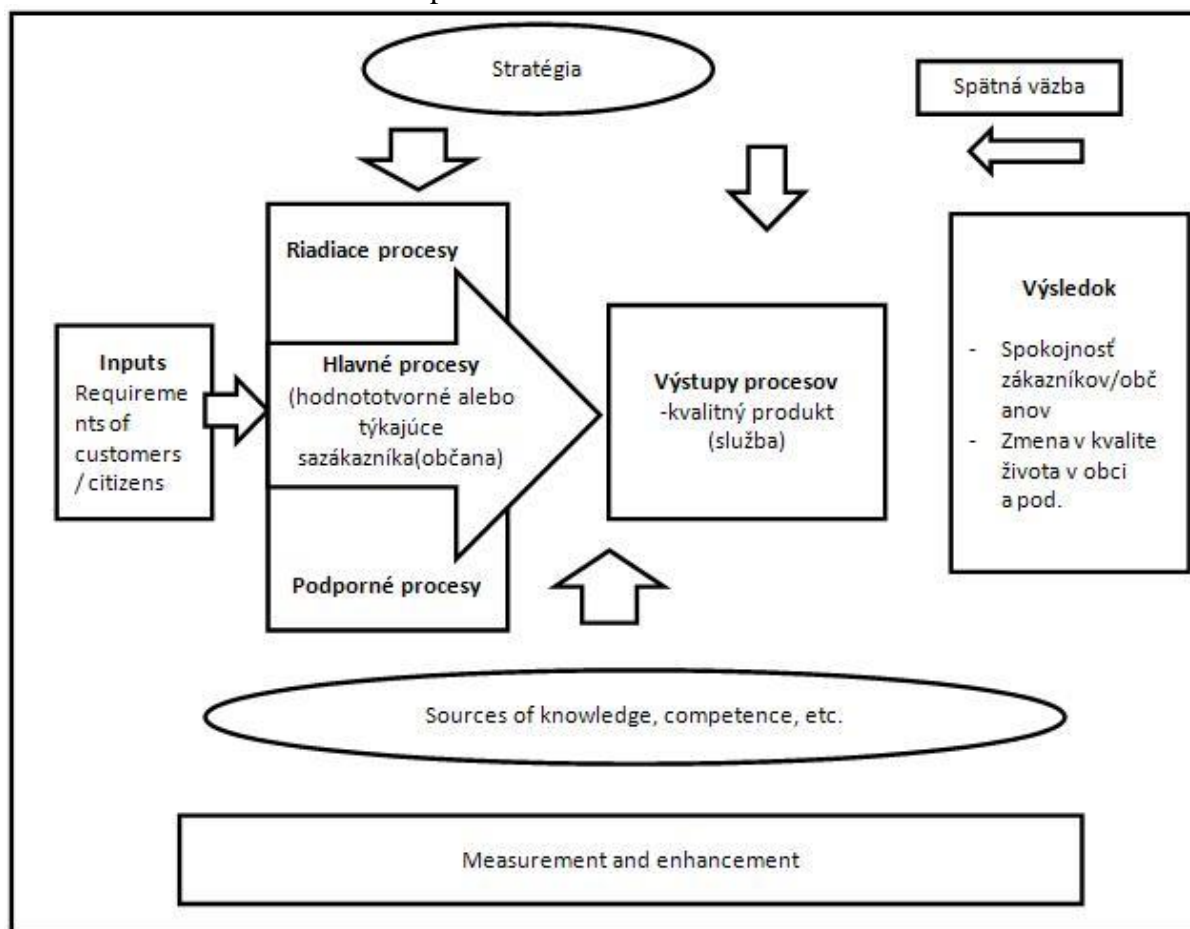 Stratégia
Spätná väzba
Riadiace procesy
Inputs
Requireme
nts of
customers
/ citizens
Hlavné procesy
(hodnototvorné alebo
týkajúce
sazákazníka(občana)
Podporné procesy
Výstupy procesov
-kvalitný produkt
(služba)
Výsledok
- Spokojnosť
zákazníkov/obč
anov
- Zmena v kvalite
života v obci
a pod.
Sources of knowledge, competence, etc.
Measurement and enhancement